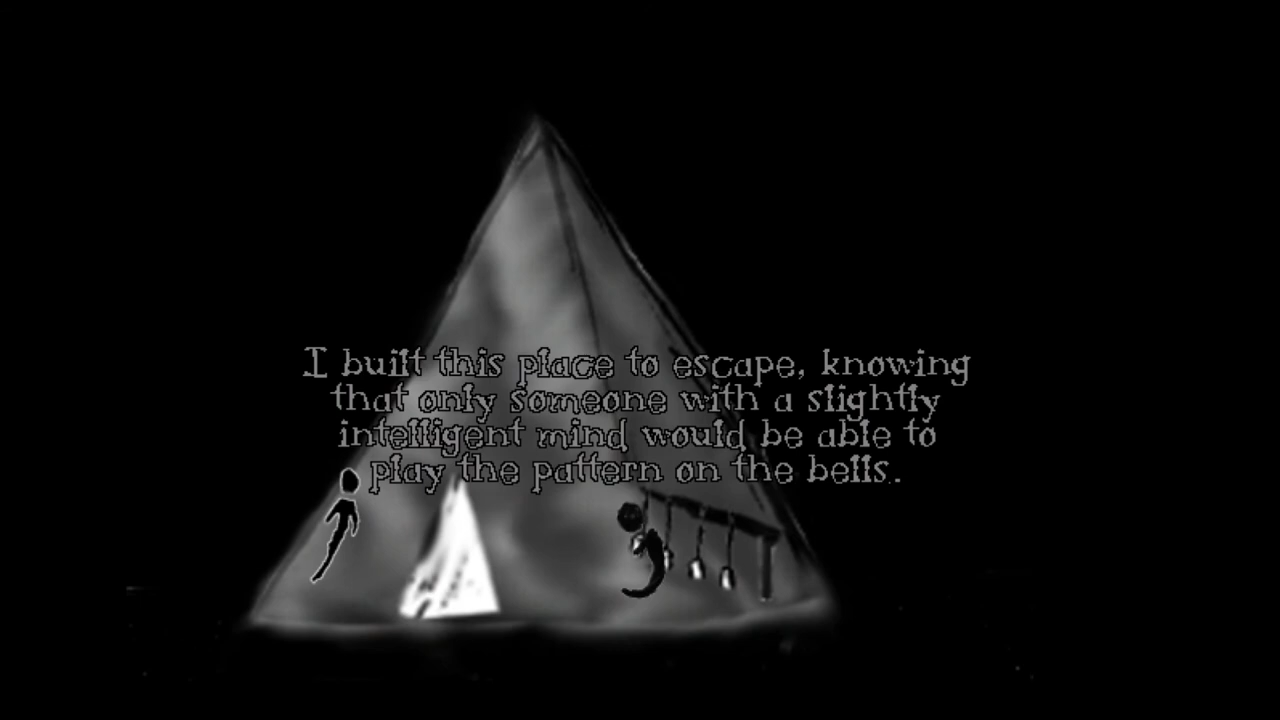 I built this place to escape, knowing
that only someone with a slightly
intelligent mind would be able to
play the pattern on the bells.